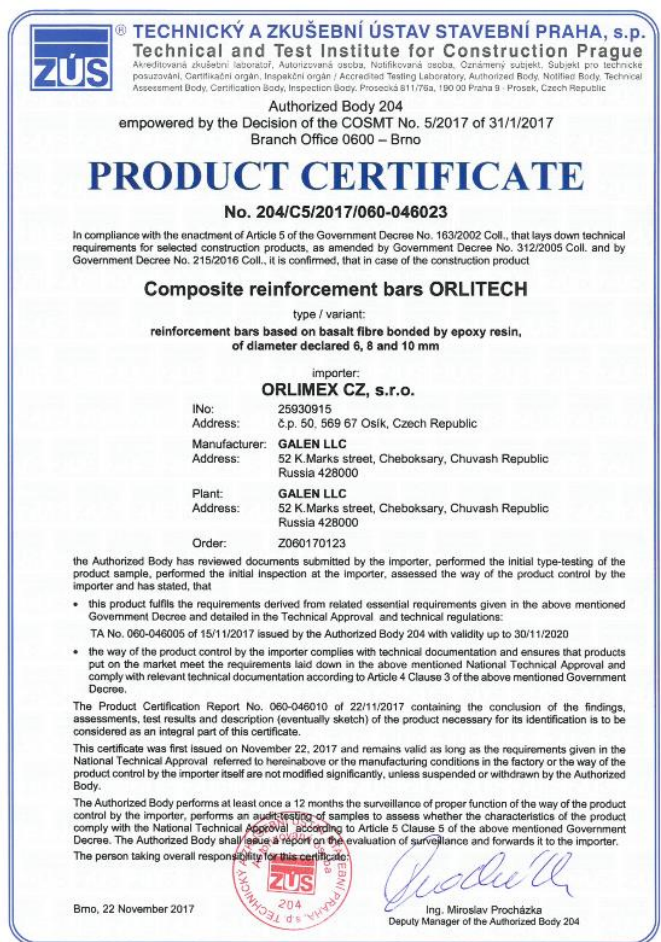 ZÚS
® TECHNICKÝ A ZKUŠEBNÍ ÚSTAV STAVEBNÍ PRAHA, s.p.
Technical and Test Institute for Construction Prague
Akreditovaná zkušební laboratoř, Autorizovaná osoba, Notifikovaná osoba, Oznámený subjekt, Subjekt pro technické
posuzování, Certifikační orgán, Inspekční orgán / Accredited Testing Laboratory, Authorized Body, Notified Body, Technical
Assessment Body, Certification Body, Inspection Body. Prosecká 811/76a, 190 00 Praha 9 - Prosek, Czech Republic
Authorized Body 204
empowered by the Decision of the COSMT No. 5/2017 of 31/1/2017
Branch Office 0600 – Brno
PRODUCT CERTIFICATE
No. 204/C5/2017/060-046023
In compliance with the enactment of Article 5 of the Government Decree No. 163/2002 Coll., that lays down technical
requirements for selected construction products, as amended by Government Decree No. 312/2005 Coll. and by
Government Decree No. 215/2016 Coll., it is confirmed, that in case of the construction product
Composite reinforcement bars ORLITECH
type / variant:
reinforcement bars based on basalt fibre bonded by epoxy resin,
of diameter declared 6, 8 and 10 mm
importer:
ORLIMEX CZ, s.r.o.
INo: 25930915
Address: č.p. 50, 569 67 Osík, Czech Republic
Manufacturer: GALEN LLC
Address: 52 K.Marks street, Cheboksary, Chuvash Republic
Russia 428000
Plant: GALEN LLC
Address: 52 K.Marks street, Cheboksary, Chuvash Republic
Russia 428000
Order: Z060170123
the Authorized Body has reviewed documents submitted by the importer, performed the initial type-testing of the
product sample, performed the initial inspection at the importer, assessed the way of the product control by the
importer and has stated, that
• this product fulfils the requirements derived from related essential requirements given in the above mentioned
Government Decree and detailed in the Technical Approval and technical regulations:
TA No. 060-046005 of 15/11/2017 issued by the Authorized Body 204 with validity up to 30/11/2020
• the way of the product control by the importer complies with technical documentation and ensures that products
put on the market meet the requirements laid down in the above mentioned National Technical Approval and
comply with relevant technical documentation according to Article 4 Clause 3 of the above mentioned Government
Decree.
The Product Certification Report No. 060-046010 of 22/11/2017 containing the conclusion of the findings,
assessments, test results and description (eventually sketch) of the product necessary for its identification is to be
considered as an integral part of this certificate.
This certificate was first issued on November 22, 2017 and remains valid as long as the requirements given in the
National Technical Approval referred to hereinabove or the manufacturing conditions in the factory or the way of the
product control by the importer itself are not modified significantly, unless suspended or withdrawn by the Authorized
Body.
The Authorized Body performs at least once a 12 months the surveillance of proper function of the way of the product
control by the importer, performs an audit-testing of samples to assess whether the characteristics of the product
comply with the National Technical Approval according to Article 5 Clause 5 of the above mentioned Government
Decree. The Authorized Body shall issue a report on the evaluation of surveillance and forwards it to the importer.
The person taking overall responsibility for this certificate:
ZÚS
204
Brno, 22 November 2017
Ing. Miroslav Procházka
Deputy Manager of the Authorized Body 204